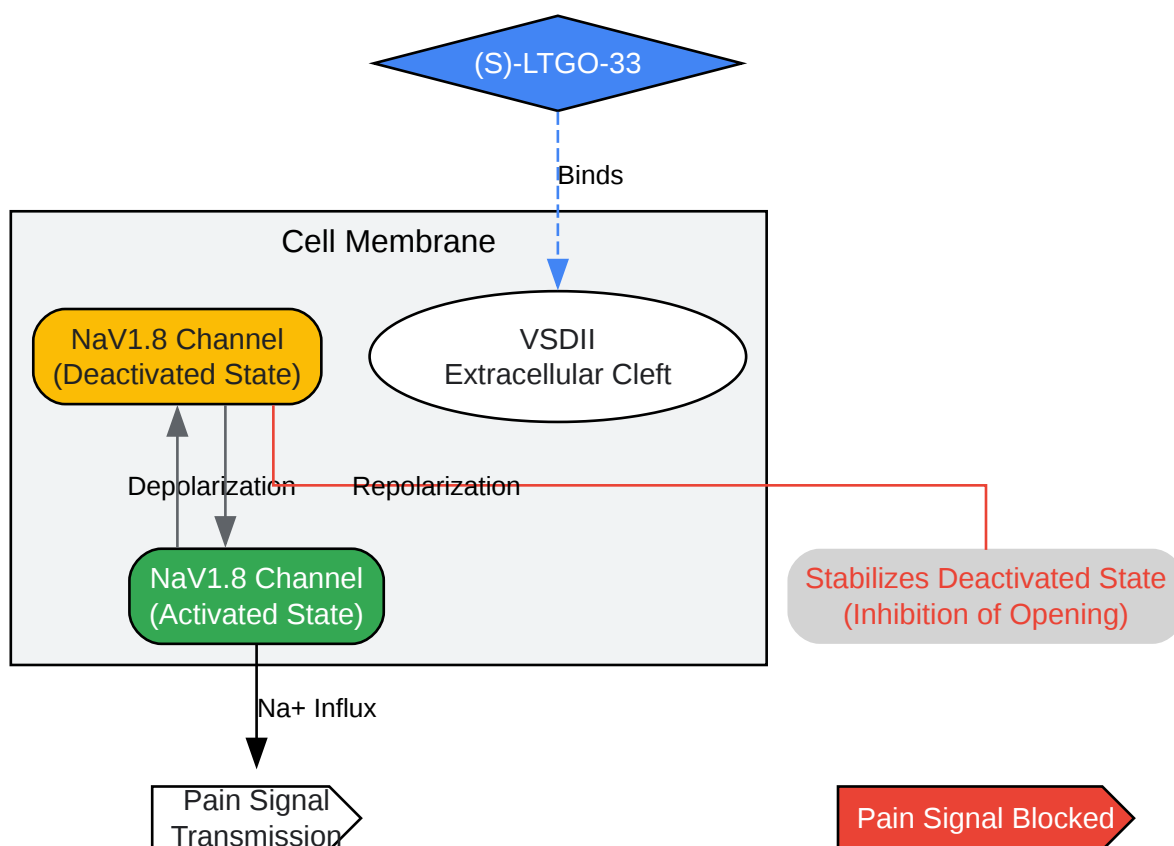 (S)-LTGO-33
Binds
Cell Membrane
NaV1.8 Channel
(Deactivated State)
VSDII
Extracellular Cleft
Depolarization
Repolarization
NaV1.8 Channel
(Activated State)
Stabilizes Deactivated State
(Inhibition of Opening)
Na+ Influx
Pain Signal
Transmission
Pain Signal Blocked